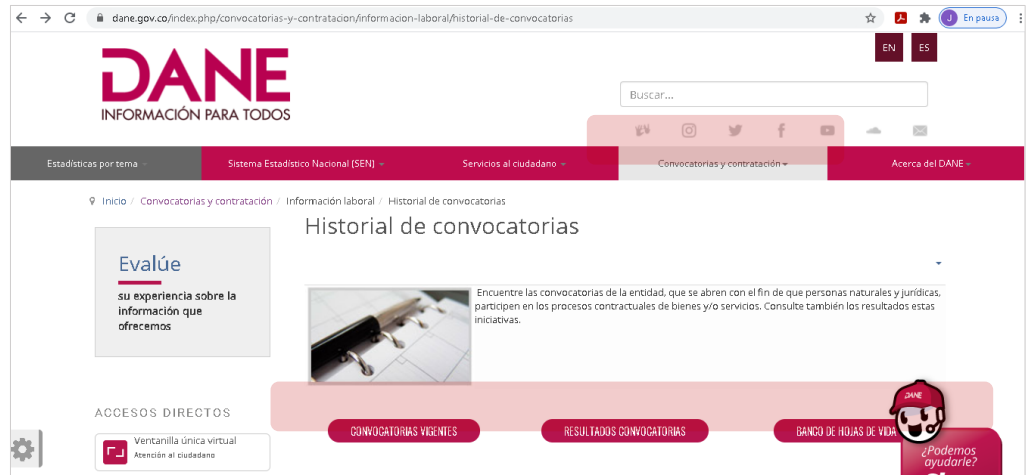 dane.gov.co/index.php/convocatorias-y-contratacion/informacion-laboral/historial-de-convocatorias
J En pausa
EN ES
DANE
INFORMACIÓN PARA TODOS
Buscar...
Estadísticas por tema Sistema Estadístico Nacional (SEN) Servicios al ciudadano Convocatorias y contratación Acerca del DANE
Inicio / Convocatorias y contratación / Información laboral / Historial de convocatorias
Historial de convocatorias
Evalúe
su experiencia sobre la
información que
ofrecemos
Encuentre las convocatorias de la entidad, que se abren con el fin de que personas naturales y jurídicas,
participen en los procesos contractuales de bienes y/o servicios. Consulte también los resultados estas
iniciativas.
ACCESOS DIRECTOS
Ventanilla única virtual
Atención al ciudadano
CONVOCATORIAS VIGENTES RESULTADOS CONVOCATORIAS BANCO DE HOJAS DE VIDA
DANE
¿Podemos
ayudarle?